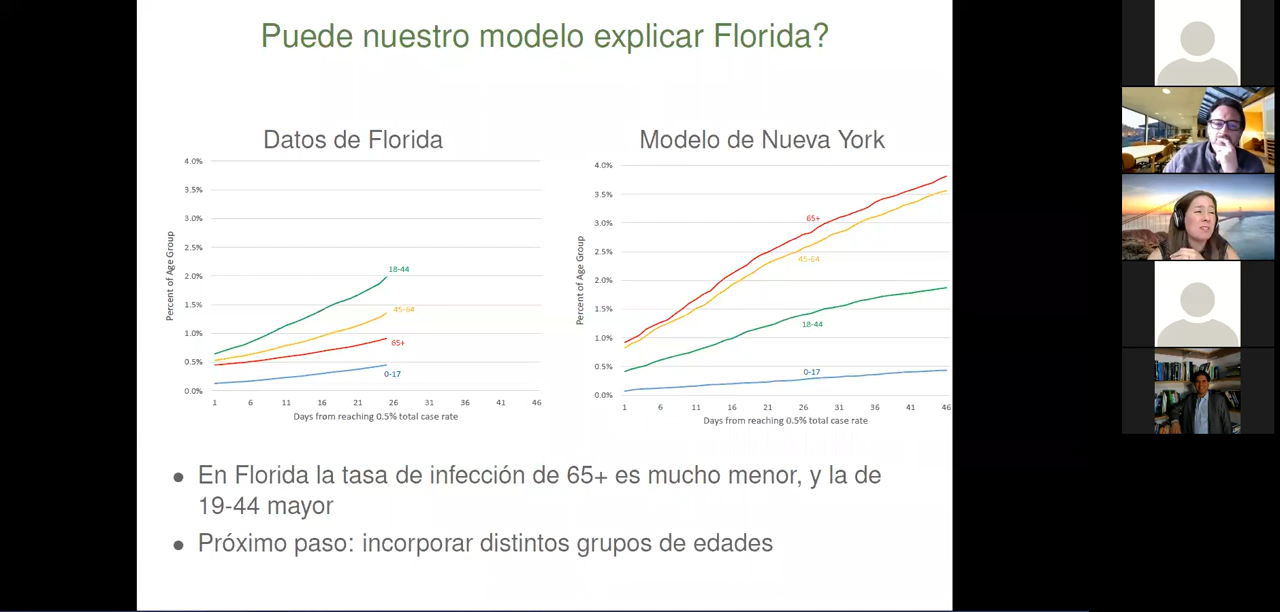 Puede nuestro modelo explicar Florida?
Datos de Florida
4.0%
3.5%
3.0%
2.5%
2.0%
1.5%
1.0%
0.5%
0.0%
Percent of Age Group
18-44
45-64
65+
0-17
1 6 11 16 21 26 31 36 41 46
Days from reaching 0.5% total case rate
Modelo de Nueva York
4.0%
3.5%
3.0%
2.5%
2.0%
1.5%
1.0%
0.5%
0.0%
Percent of Age Group
65+
45-64
18-44
0-17
1 6 11 16 21 26 31 36 41 46
Days from reaching 0.5% total case rate
● En Florida la tasa de infección de 65+ es mucho menor, y la de
19-44 mayor
● Próximo paso: incorporar distintos grupos de edades